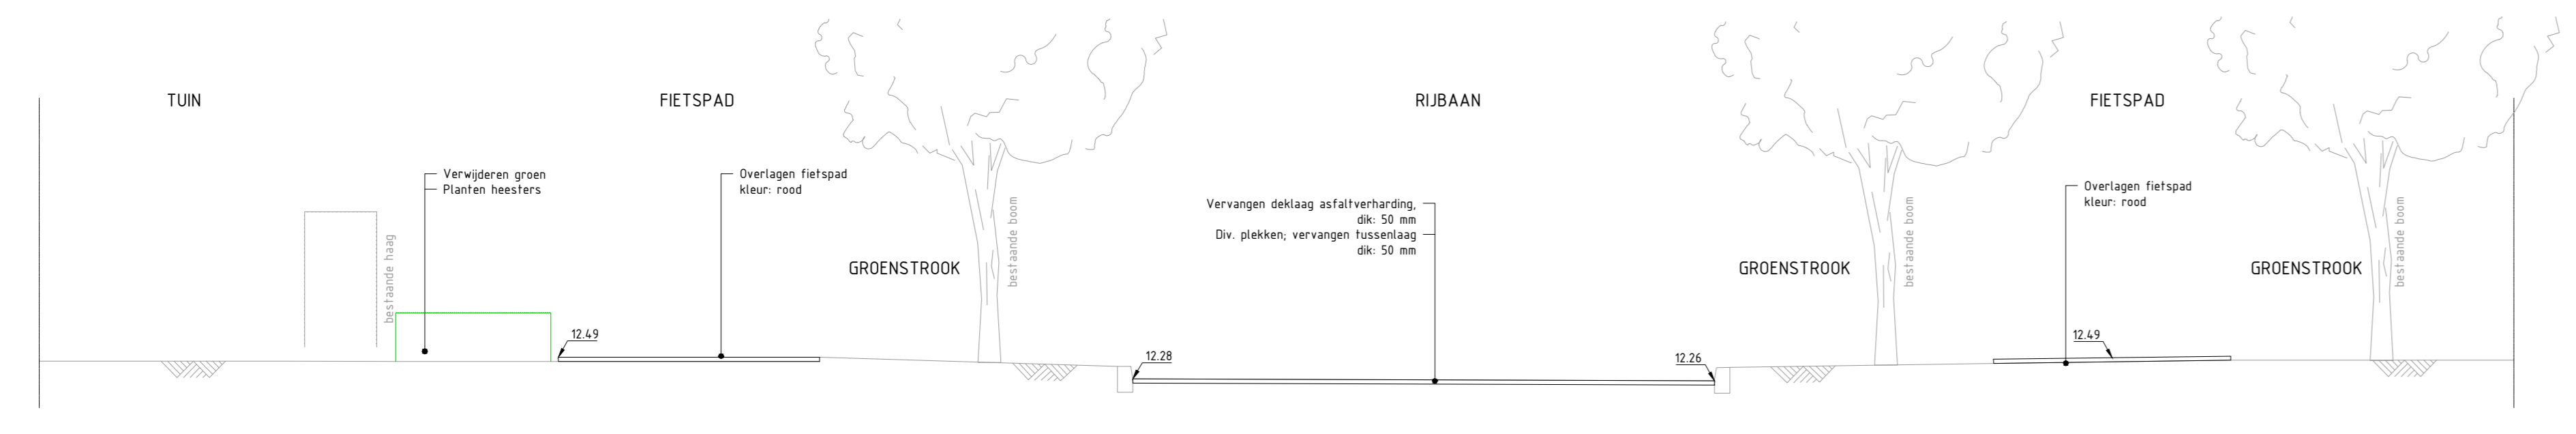 TUIN
FIETSPAD
RIJBAAN
FIETSPAD
Verwijderen groen
Planten heesters
Overlagen fietspad
kleur: rood
Vervangen deklaag asfaltverharding,
dik: 50 mm
Div. plekken; vervangen tussenlaag
dik: 50 mm
Overlagen fietspad
kleur: rood
bestaande haag
GROENSTROOK
bestaande boom
GROENSTROOK
bestaande boom
GROENSTROOK
bestaande boom
12.49
12.28
12.26
12.49